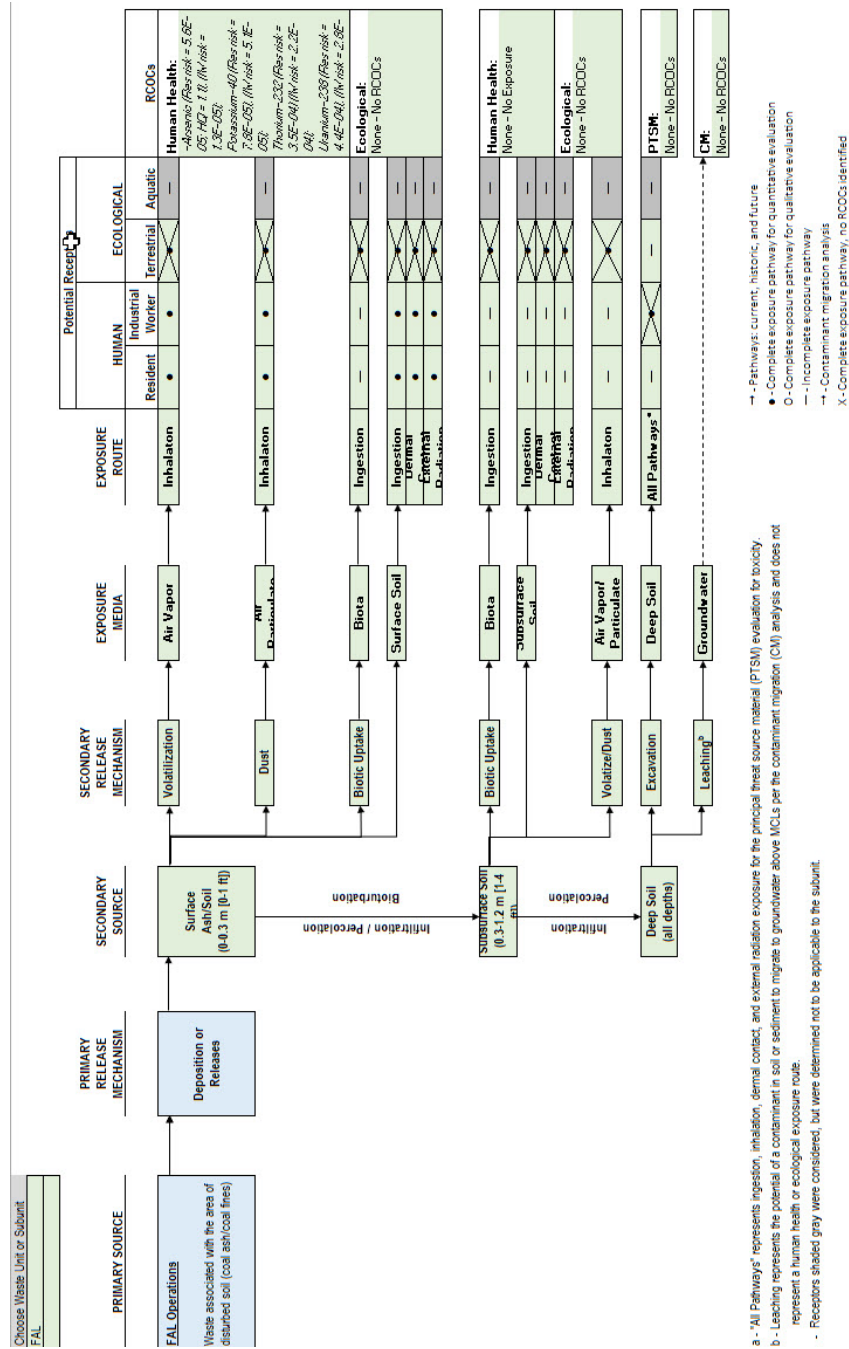 Choose Waste Unit or Subunit
FAL
Potential Receptors
PRIMARY SOURCE
PRIMARY
RELEASE
MECHANISM
SECONDARY
SOURCE
SECONDARY
RELEASE
MECHANISM
EXPOSURE
MEDIA
EXPOSURE
ROUTE
HUMAN
ECOLOGICAL
Resident
Industrial
Worker
Terrestrial
Aquatic
RCOCs
FAL Operations
Waste associated with the area of
disturbed soil (coal ash/coal fines)
Deposition or
Releases
Surface
Ash/Soil
(0-0.3 m [0-1 ft])
Infiltration / Percolation
Bioturbation
Subsurface Soil
(0.3-1.2 m [1-4
ft])
Infiltration
Percolation
Deep Soil
(all depths)
Volatilization
Air Vapor
Inhalaton
● ● ● —
Dust
Air
Particulate
Inhalaton
● ● ● —
Biotic Uptake
Biota
Ingestion
— — ● —
Surface Soil
Ingestion
● ● ● —
Dermal
Contact
● ● ● —
External
Radiation
● ● ● —
Biotic Uptake
Biota
Ingestion
— — ● —
Subsurface
Soil
Ingestion
— — ● —
Dermal
Contact
— — ● —
External
Radiation
— — ● —
Volatize/Dust
Air Vapor/
Particulate
Inhalaton
— — ● —
Excavation
Deep Soil
All Pathways a
— ● — —
Leaching b
Groundwater
Human Health:
-Arsenic (Res risk = 5.6E-
05; HQ = 1.1), (IW risk =
1.3E-05);
Potassium-40 (Res risk =
7.8E-05), (IW risk = 5.1E-
05);
Thorium-232 (Res risk =
3.5E-04) (IW risk = 2.2E-
04);
Uranium-238 (Res risk =
4.4E-04), (IW risk = 2.8E-
Ecological:
None - No RCOCs
Human Health:
None - No Exposure
Ecological:
None - No RCOCs
PTSM:
None - No RCOCs
CM:
None - No RCOCs
a - "All Pathways" represents ingestion, inhalation, dermal contact, and external radiation exposure for the principal threat source material (PTSM) evaluation for toxicity.
b - Leaching represents the potential of a contaminant in soil or sediment to migrate to groundwater above MCLs per the contaminant migration (CM) analysis and does not
represent a human health or ecological exposure route.
- Receptors shaded gray were considered, but were determined not to be applicable to the subunit.
→ - Pathways: current, historic, and future
● - Complete exposure pathway for quantitative evaluation
O - Complete exposure pathway for qualitative evaluation
— - Incomplete exposure pathway
→ - Contaminant migration analysis
X - Complete exposure pathway, no RCOCs identified